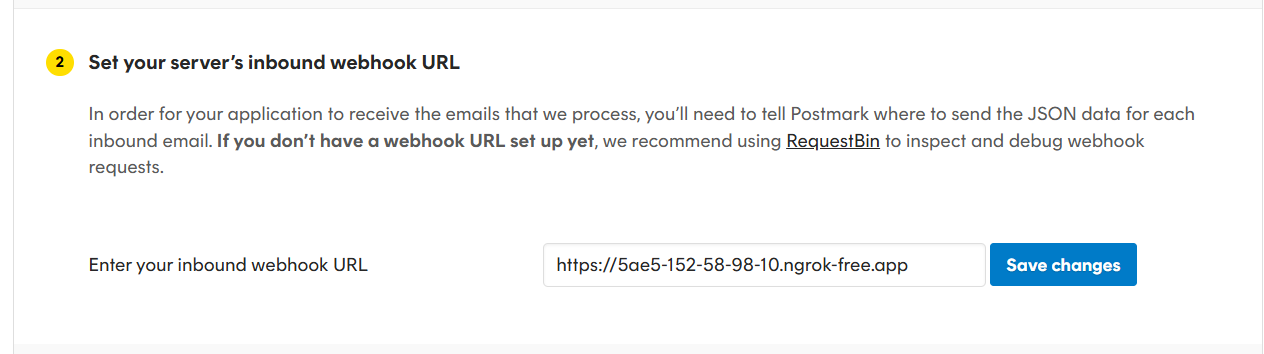 2 Set your server’s inbound webhook URL
In order for your application to receive the emails that we process, you’ll need to tell Postmark where to send the JSON data for each
inbound email. If you don’t have a webhook URL set up yet, we recommend using RequestBin to inspect and debug webhook
requests.
Enter your inbound webhook URL https://5ae5-152-58-98-10.ngrok-free.app Save changes